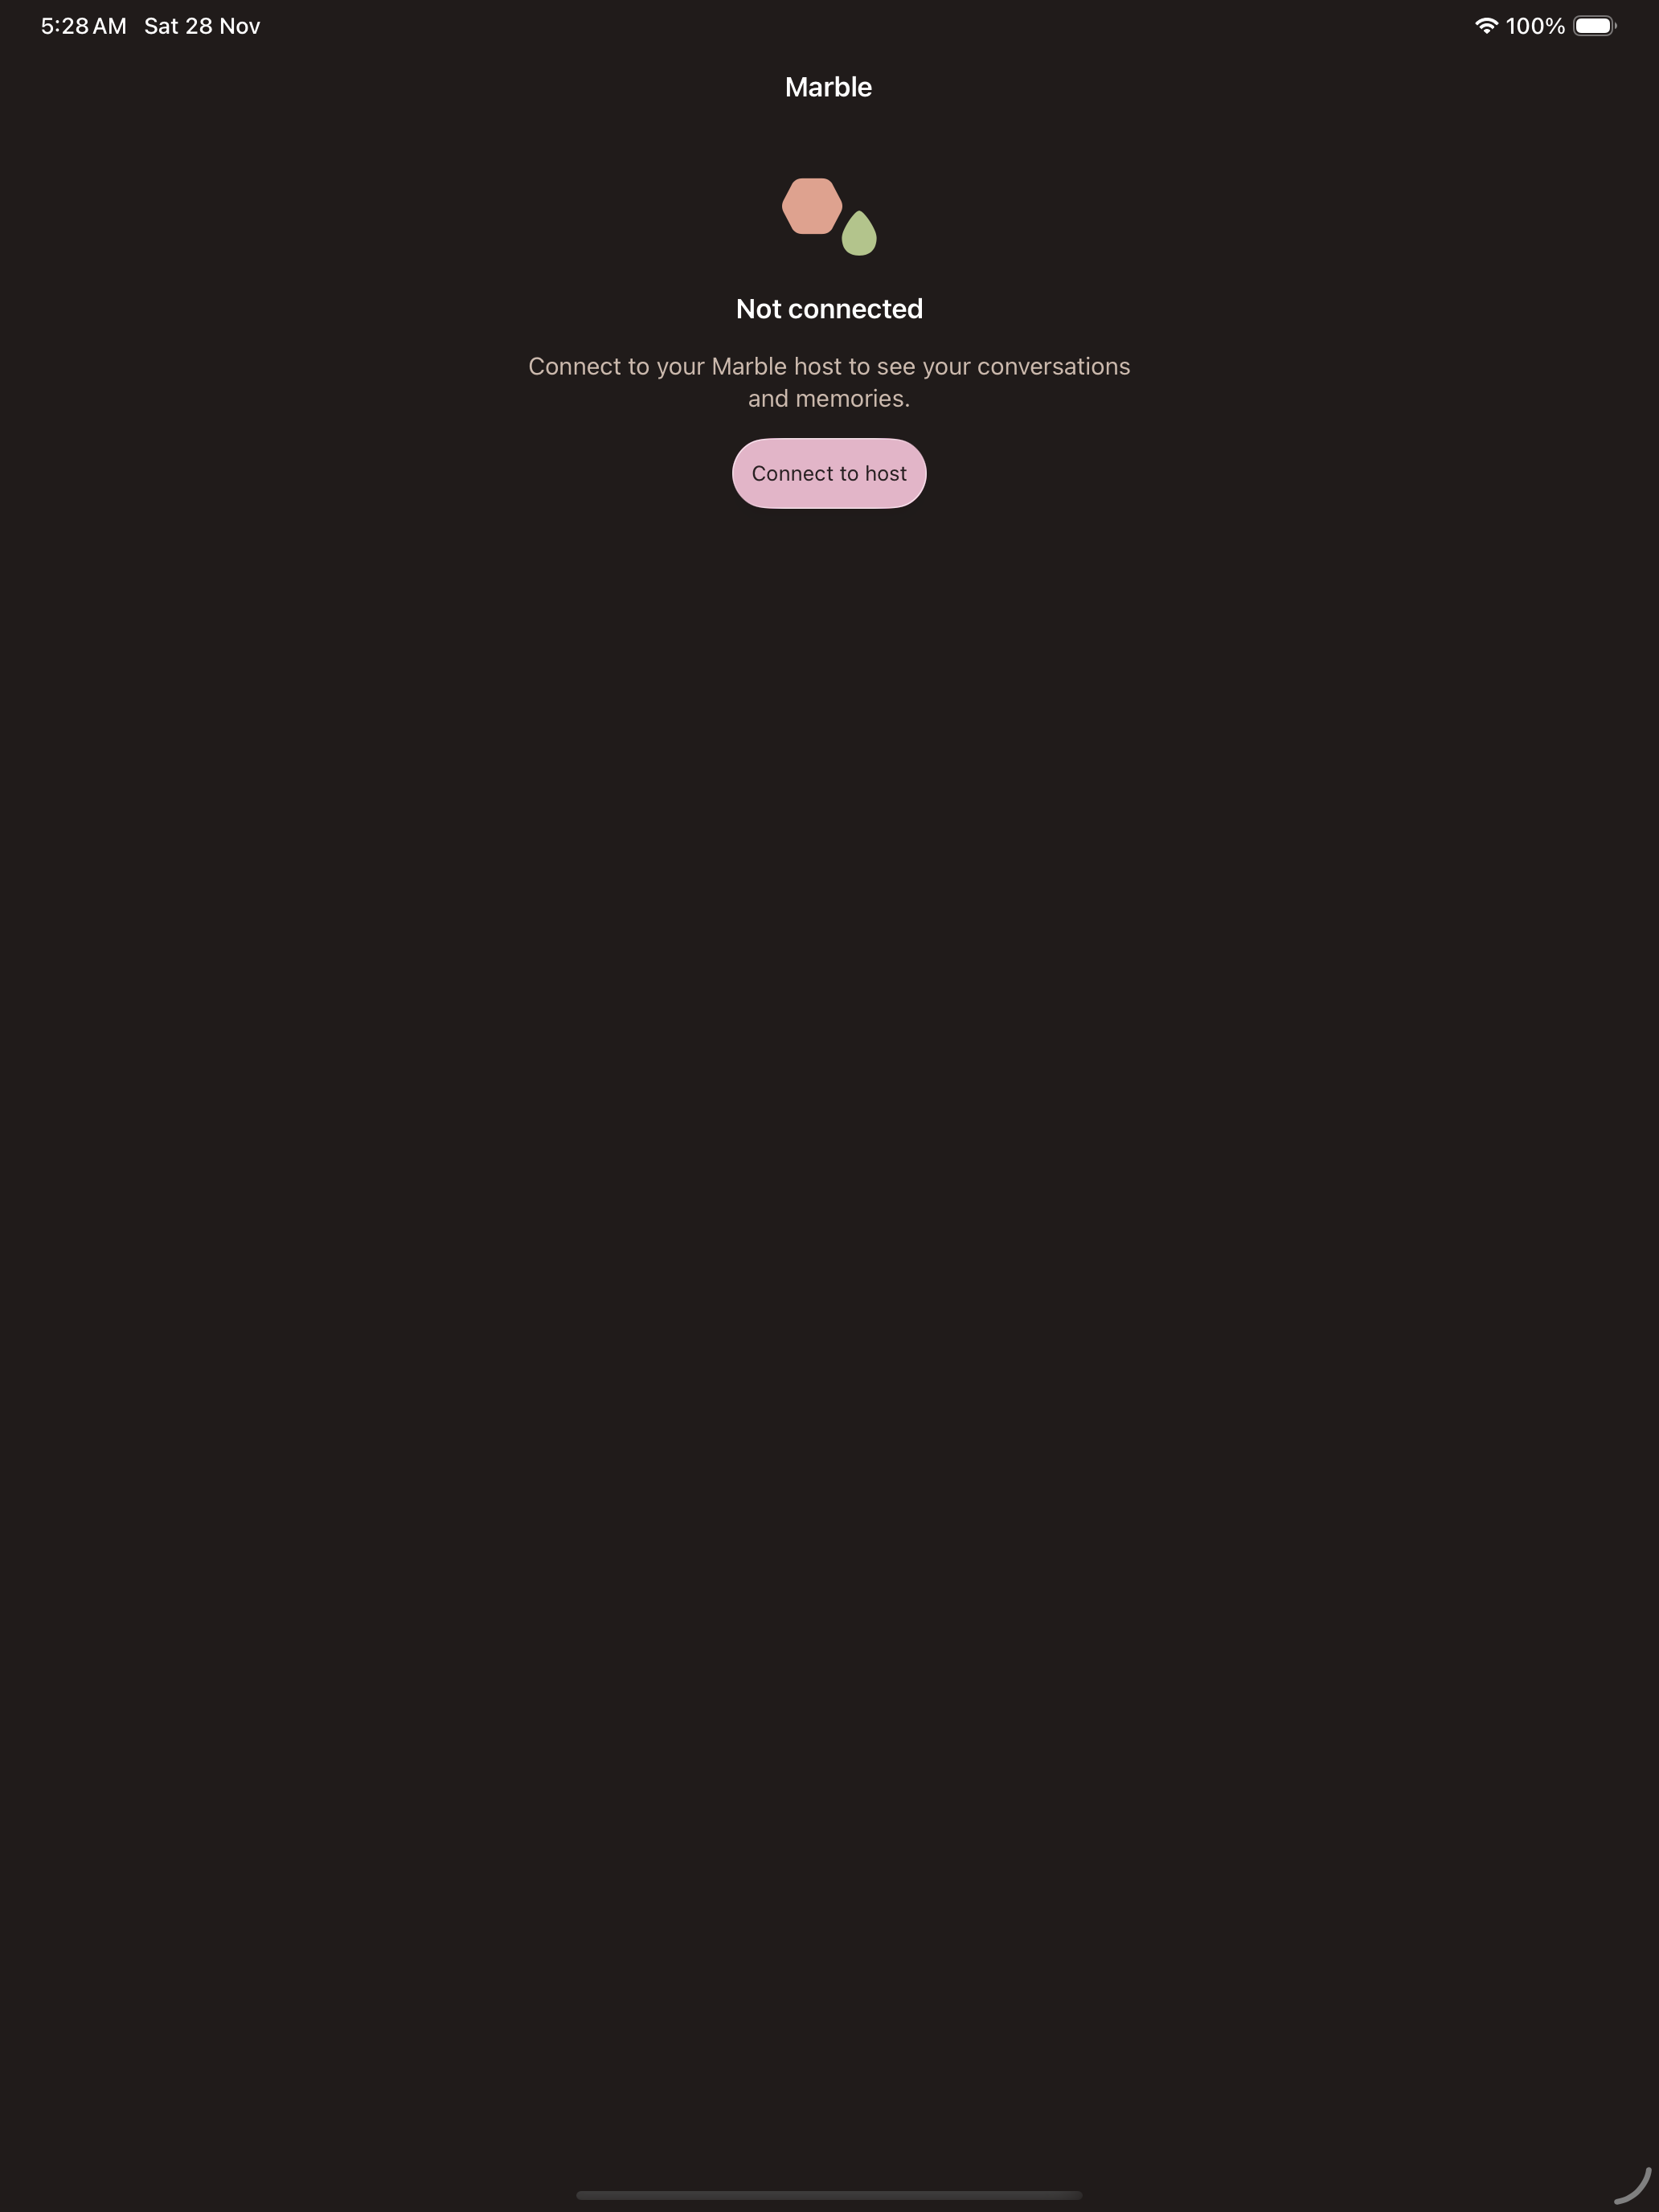 5:28 AM Sat 28 Nov
100%
Marble
Not connected
Connect to your Marble host to see your conversations
and memories.
Connect to host